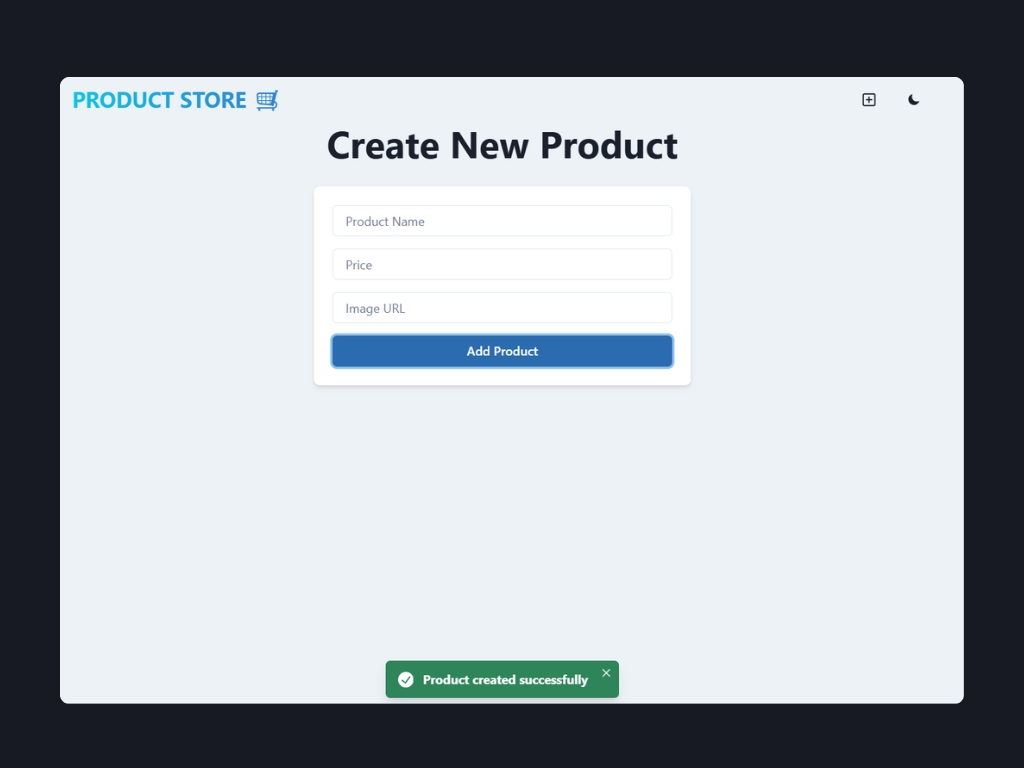 PRODUCT STORE 🛒
Create New Product
Product Name
Price
Image URL
Add Product
Product created successfully